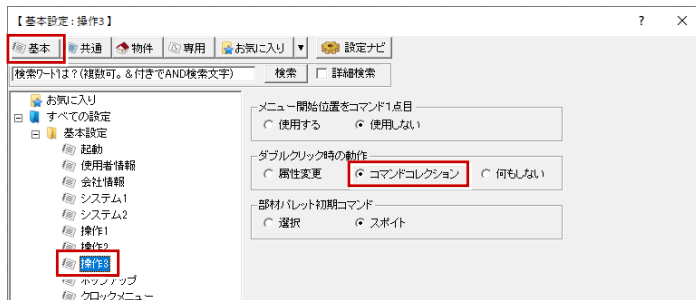 【基本設定：操作3】
? ×
基本 共通 物件 専用 お気に入り ▼ 設定ナビ
検索ワードは？(複数可。&付きでAND検索文字) 検索 詳細検索
お気に入り
すべての設定
基本設定
起動
使用者情報
会社情報
システム1
システム2
操作1
操作2
操作3
ポップアップ
クロックメニュー
メニュー開始位置をコマンド1点目
使用する 使用しない
ダブルクリック時の動作
属性変更 コマンドコレクション 何もしない
部材パレット初期コマンド
選択 スポイト